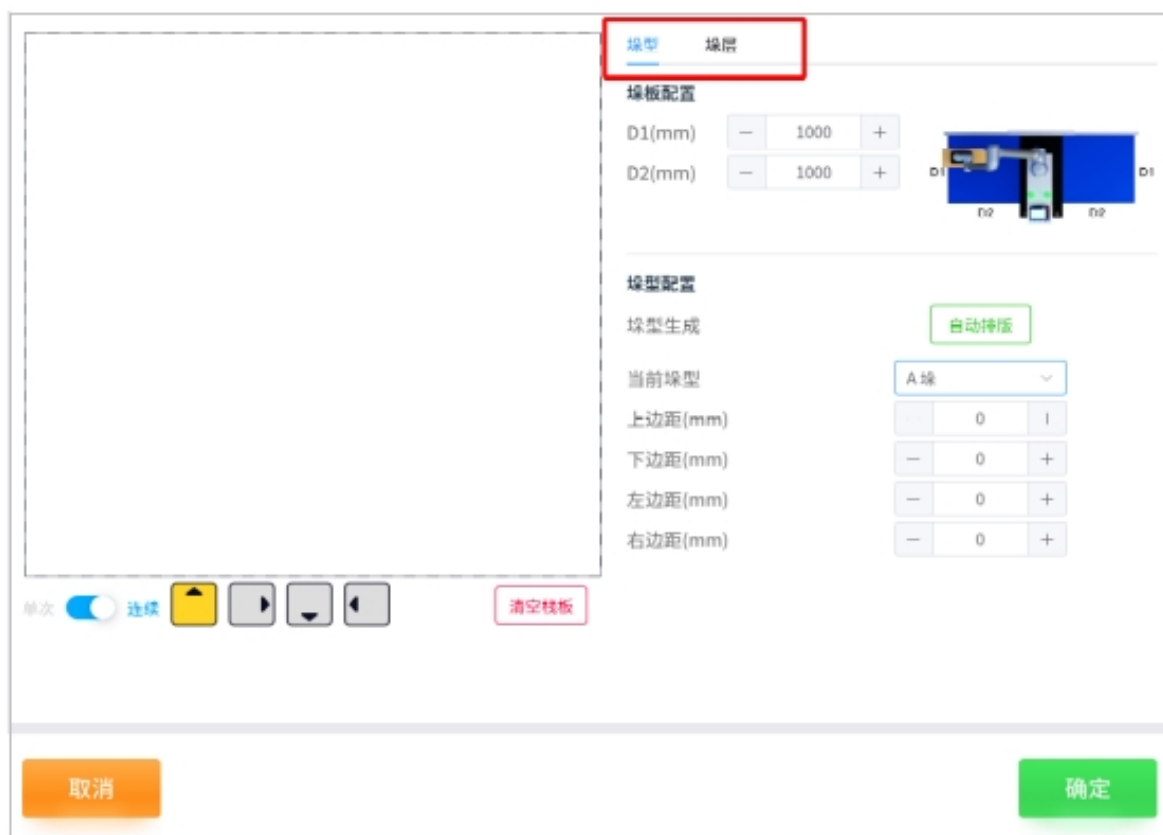 垛型 垛层
垛板配置
D1(mm) － 1000 +
D2(mm) － 1000 +
D1 D1
D2 D2
垛型配置
垛型生成 自动排版
当前垛型 A垛
上边距(mm) 0
下边距(mm) － 0 +
左边距(mm) － 0 +
右边距(mm) － 0 +
单次 连续 清空栈板
取消 确定